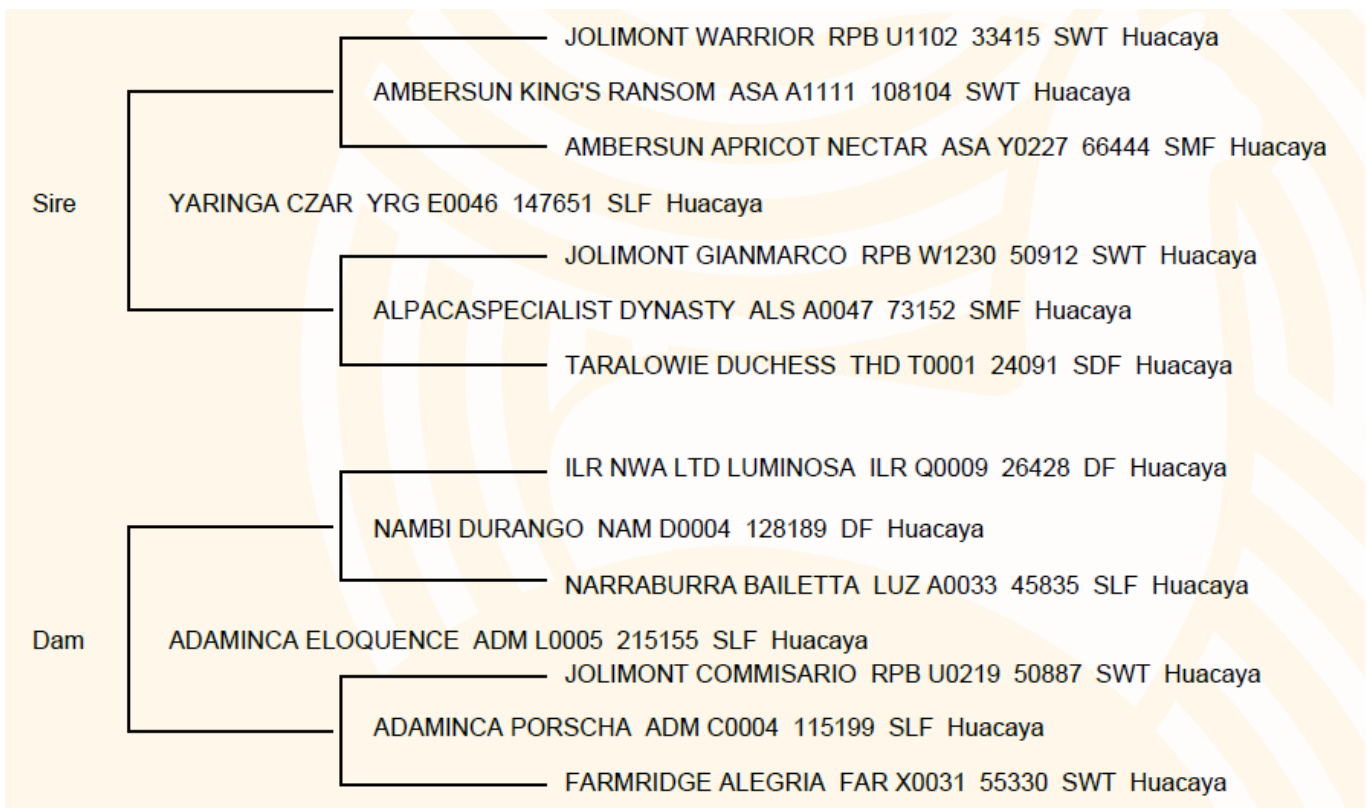 JOLIMONT WARRIOR RPB U1102 33415 SWT Huacaya
AMBERSUN KING'S RANSOM ASA A1111 108104 SWT Huacaya
AMBERSUN APRICOT NECTAR ASA Y0227 66444 SMF Huacaya
Sire YARINGA CZAR YRG E0046 147651 SLF Huacaya
JOLIMONT GIANMARCO RPB W1230 50912 SWT Huacaya
ALPACASPECIALIST DYNASTY ALS A0047 73152 SMF Huacaya
TARALOWIE DUCHESS THD T0001 24091 SDF Huacaya
ILR NWA LTD LUMINOSA ILR Q0009 26428 DF Huacaya
NAMBI DURANGO NAM D0004 128189 DF Huacaya
NARRABURRA BAILETTA LUZ A0033 45835 SLF Huacaya
Dam ADAMINCA ELOQUENCE ADM L0005 215155 SLF Huacaya
JOLIMONT COMMISARIO RPB U0219 50887 SWT Huacaya
ADAMINCA PORSCHA ADM C0004 115199 SLF Huacaya
FARMRIDGE ALEGRIA FAR X0031 55330 SWT Huacaya